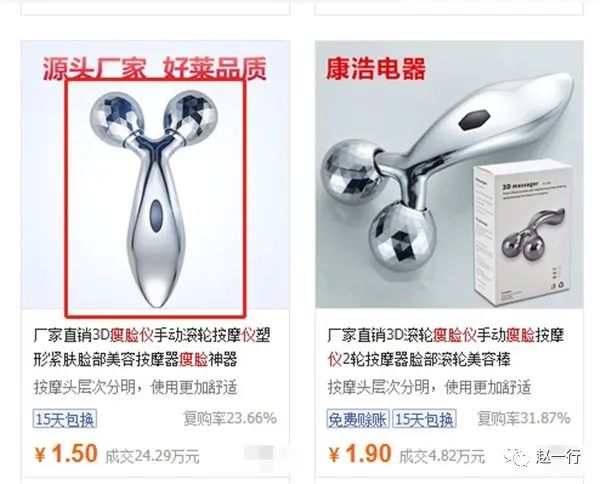 源头厂家 好莱品质
厂家直销3D瘦脸仪手动滚轮按摩仪塑
形紧肤脸部美容按摩器瘦脸神器
按摩头层次分明，使用更加舒适
15天包换 复购率23.66%
¥ 1.50 成交24.29万元
康浩电器
3D massager
厂家直销3D滚轮瘦脸仪手动瘦脸按摩
仪2轮按摩器脸部滚轮美容棒
按摩头层次分明，使用更加舒适
免费赊账 15天包换 复购率31.87%
¥ 1.90 成交4.82万元
赵一行